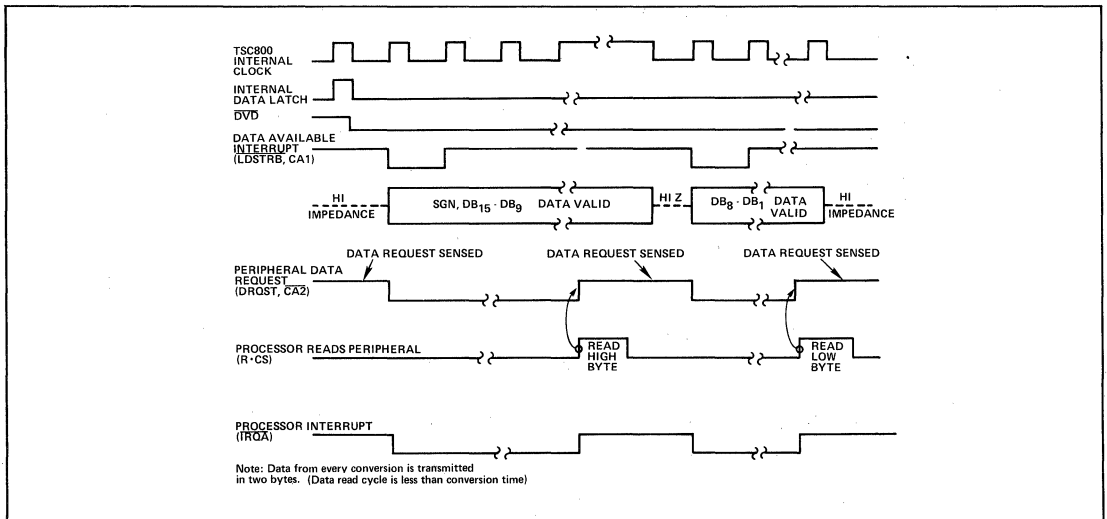 TSC800
INTERNAL
CLOCK
INTERNAL
DATA LATCH
DVD
DATA AVAILABLE
INTERRUPT
(LDSTRB, CA1)
HI
IMPEDANCE
SGN, DB15 - DB9 DATA VALID
HI Z
DB8 - DB1 DATA
VALID
HI
IMPEDANCE
DATA REQUEST SENSED
DATA REQUEST SENSED
DATA REQUEST SENSED
PERIPHERAL DATA
REQUEST
(DRQST, CA2)
PROCESSOR READS PERIPHERAL
(R·CS)
READ
HIGH
BYTE
READ
LOW
BYTE
PROCESSOR INTERRUPT
(IRQA)
Note: Data from every conversion is transmitted
in two bytes. (Data read cycle is less than conversion time)